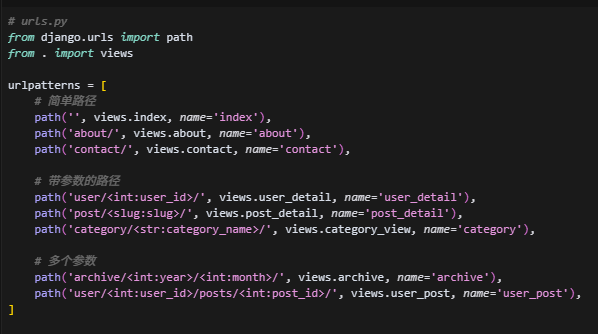 # urls.py
from django.urls import path
from . import views

urlpatterns = [
    # 简单路径
    path('', views.index, name='index'),
    path('about/', views.about, name='about'),
    path('contact/', views.contact, name='contact'),

    # 带参数的路径
    path('user/<int:user_id>/', views.user_detail, name='user_detail'),
    path('post/<slug:slug>/', views.post_detail, name='post_detail'),
    path('category/<str:category_name>/', views.category_view, name='category'),

    # 多个参数
    path('archive/<int:year>/<int:month>/', views.archive, name='archive'),
    path('user/<int:user_id>/posts/<int:post_id>/', views.user_post, name='user_post'),
]